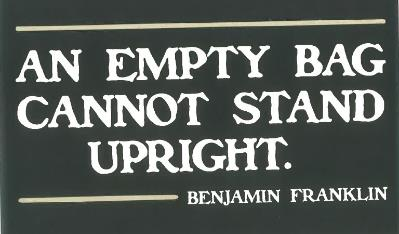 AN EMPTY BAG
CANNOT STAND
UPRIGHT.
BENJAMIN FRANKLIN